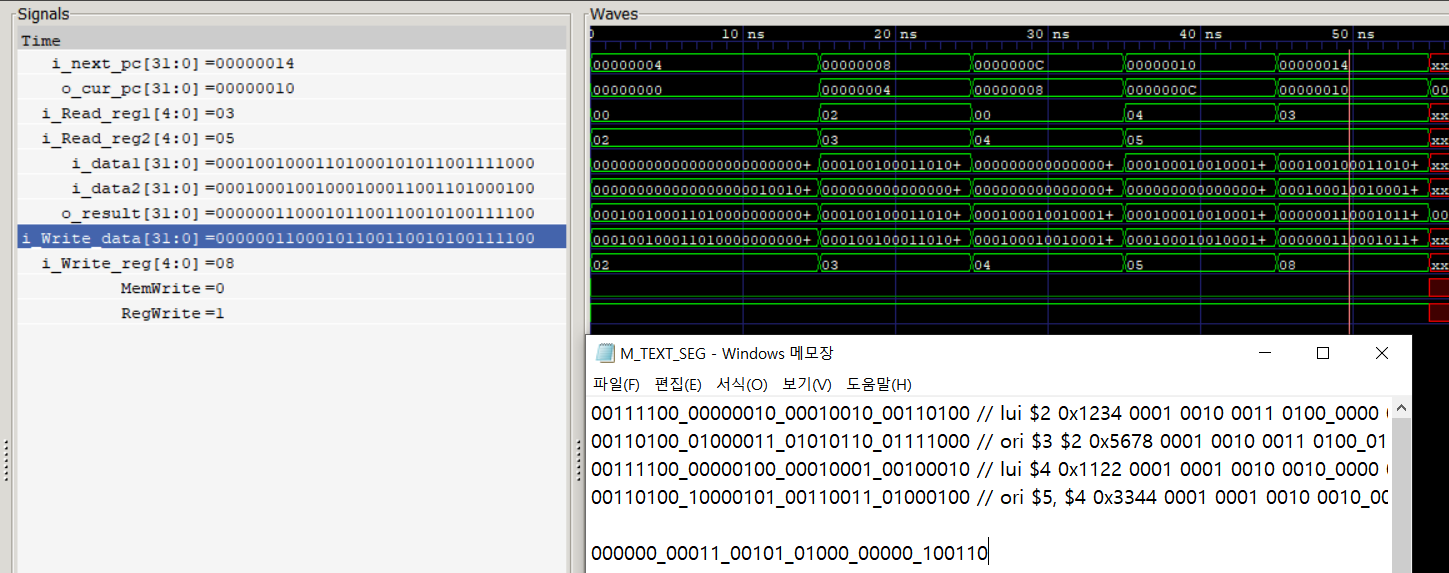 Signals
Waves
Time
0 10 ns 20 ns 30 ns 40 ns 50 ns
i_next_pc[31:0] =00000014
00000004 00000008 0000000C 00000010 00000014 xx
o_cur_pc[31:0] =00000010
00000000 00000004 00000008 0000000C 00000010 00
i_Read_reg1[4:0] =03
00 02 00 04 03 xx
i_Read_reg2[4:0] =05
02 03 04 05 xx
i_data1[31:0] =00010010001101000101011001111000
000000000000000000000000+ 000100100011010+ 000000000000000+ 000100010010001+ 000100100011010+ xx
i_data2[31:0] =00010001001000100011001101000100
000000000000000000010010+ 000000000000000+ 000000000000000+ 000000000000000+ 000100010010001+ xx
o_result[31:0] =00000011000101100110010100111100
000100100011010000000000+ 000100100011010+ 000100010010001+ 000100010010001+ 000000110001011+ 00
i_Write_data[31:0] =00000011000101100110010100111100
000100100011010000000000+ 000100100011010+ 000100010010001+ 000100010010001+ 000000110001011+ xx
i_Write_reg[4:0] =08
02 03 04 05 08 xx
MemWrite =0
RegWrite =1
M_TEXT_SEG - Windows 메모장
파일(F) 편집(E) 서식(O) 보기(V) 도움말(H)
00111100_00000010_00010010_00110100 // lui $2 0x1234 0001 0010 0011 0100_0000
00110100_01000011_01010110_01111000 // ori $3 $2 0x5678 0001 0010 0011 0100_01
00111100_00000100_00010001_00100010 // lui $4 0x1122 0001 0001 0010 0010_0000
00110100_10000101_00110011_01000100 // ori $5, $4 0x3344 0001 0001 0010 0010_00
000000_00011_00101_01000_00000_100110